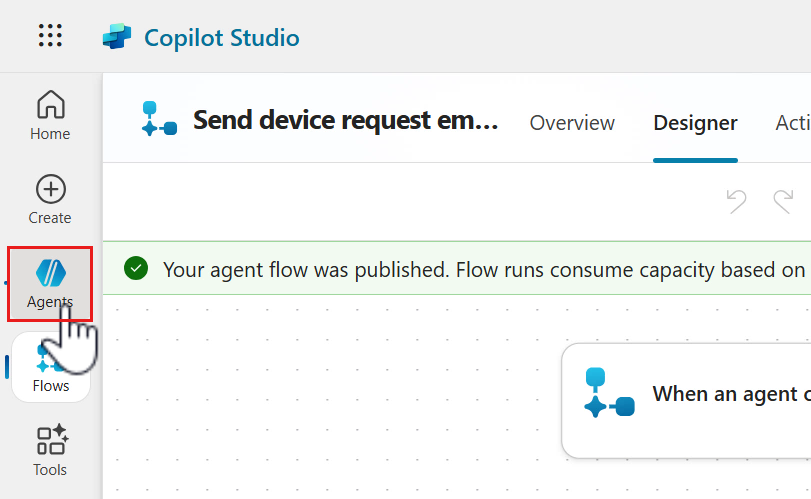 Copilot Studio
Home
Create
Agents
Flows
Tools
Send device request em...
Overview
Designer
Acti
Your agent flow was published. Flow runs consume capacity based on
When an agent c